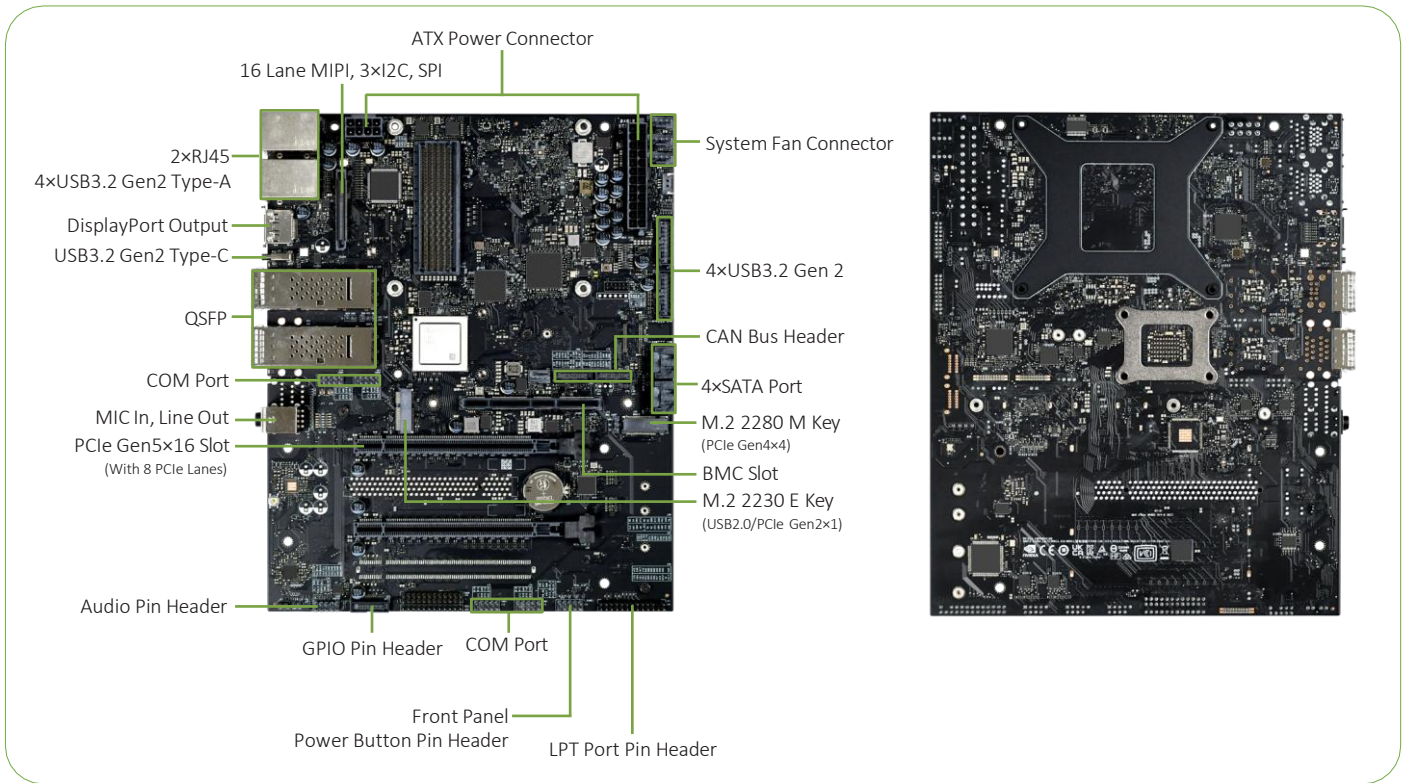 ATX Power Connector
16 Lane MIPI, 3×I2C, SPI
2×RJ45
4×USB3.2 Gen2 Type-A
DisplayPort Output
USB3.2 Gen2 Type-C
QSFP
COM Port
MIC In, Line Out
PCIe Gen5×16 Slot
(With 8 PCIe Lanes)
Audio Pin Header
GPIO Pin Header
COM Port
Front Panel
Power Button Pin Header
LPT Port Pin Header
System Fan Connector
4×USB3.2 Gen 2
CAN Bus Header
4×SATA Port
M.2 2280 M Key
(PCIe Gen4×4)
BMC Slot
M.2 2230 E Key
(USB2.0/PCIe Gen2×1)